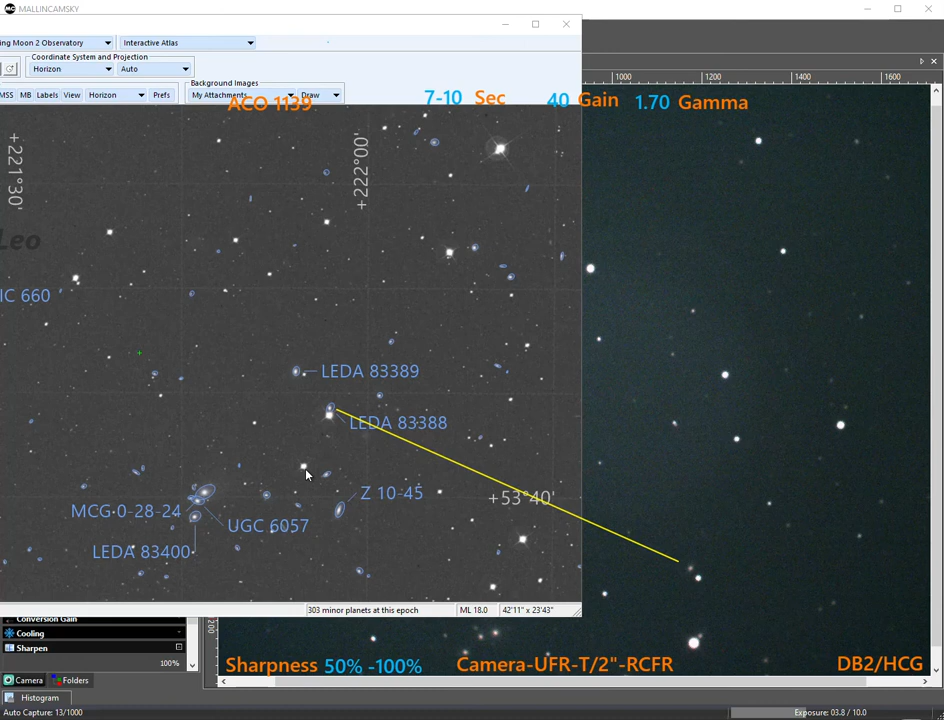 MALLINCAMSKY
ing Moon 2 Observatory
Interactive Atlas
Coordinate System and Projection
Horizon
Auto
Background Images
MSS
MB
Labels
View
Horizon
Prefs
My Attachments
Draw
ACO 1139
7-10 Sec
40 Gain
1.70 Gamma
1000
1200
1400
1600
+221°30'
+222°00'
Leo
IC 660
LEDA 83389
LEDA 83388
Z 10-45
+53°40'
MCG 0-28-24
UGC 6057
LEDA 83400
303 minor planets at this epoch
ML 18.0
42'11" x 23'43"
Conversion Gain
Cooling
Sharpen
100%
1200
Sharpness 50% -100%
Camera-UFR-T/2"-RCFR
DB2/HCG
Camera
Folders
Histogram
Auto Capture: 13/1000
Exposure: 03.8 / 10.0